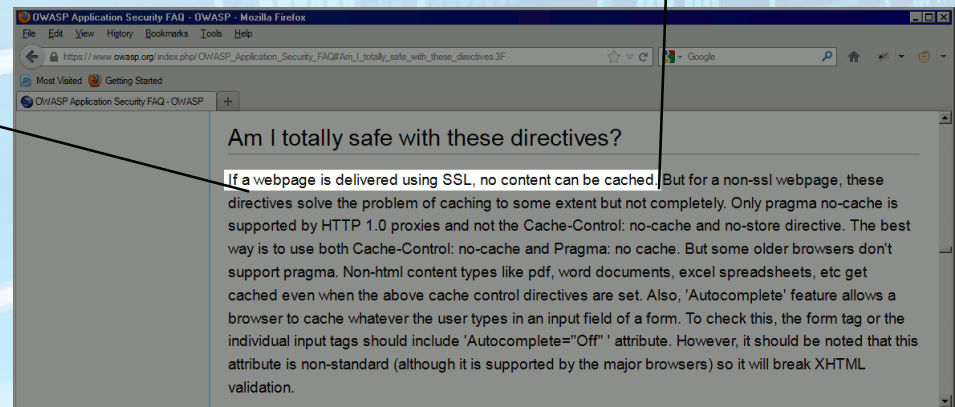 OWASP Application Security FAQ - OWASP - Mozilla Firefox
File Edit View History Bookmarks Tools Help
https://www.owasp.org/index.php/OWASP_Application_Security_FAQ#Am_I_totally_safe_with_these_directives.3F Google
Most Visited Getting Started
OWASP Application Security FAQ - OWASP +
Am I totally safe with these directives?
If a webpage is delivered using SSL, no content can be cached. But for a non-ssl webpage, these
directives solve the problem of caching to some extent but not completely. Only pragma no-cache is
supported by HTTP 1.0 proxies and not the Cache-Control: no-cache and no-store directive. The best
way is to use both Cache-Control: no-cache and Pragma: no cache. But some older browsers don't
support pragma. Non-html content types like pdf, word documents, excel spreadsheets, etc get
cached even when the above cache control directives are set. Also, 'Autocomplete' feature allows a
browser to cache whatever the user types in an input field of a form. To check this, the form tag or the
individual input tags should include 'Autocomplete="Off" ' attribute. However, it should be noted that this
attribute is non-standard (although it is supported by the major browsers) so it will break XHTML
validation.